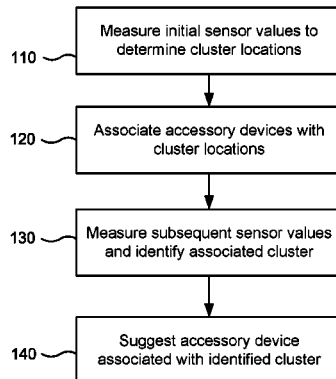 110
Measure initial sensor values to
determine cluster locations
120
Associate accessory devices with
cluster locations
130
Measure subsequent sensor values
and identify associated cluster
140
Suggest accessory device
associated with identified cluster